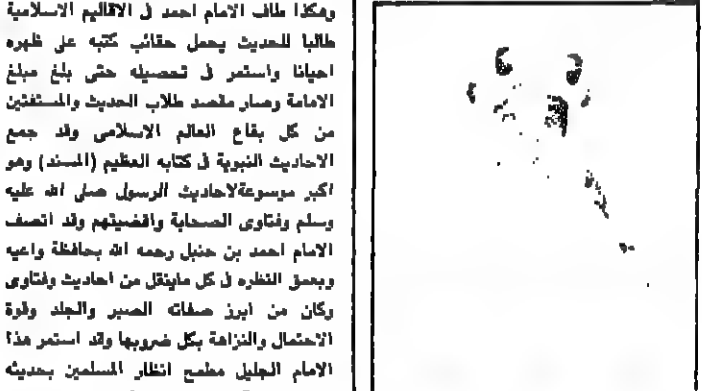 وهكذا طاف الامام احمد في الاقاليم الاسلامية
طالبا للحديث يحمل حقائب كتبه على ظهره
احيانا واستمر في تحصيله حتى بلغ مبلغ
الامامة وصار مقصد طلاب الحديث والمستفتين
من كل بقاع العالم الاسلامي وقد جمع
الاحاديث النبوية في كتابه العظيم (المسند) وهو
اكبر موسوعة لاحاديث الرسول صلى الله عليه
وسلم وفتاوى الصحابة واقضيتهم وقد اتصف
الامام احمد بن حنبل رحمه الله بحافظة واعيه
وبعمق النظره في كل ماينقل من احاديث وفتاوى
وكان من ابرز صفاته الصبر والجلد وقوة
الاحتمال والنزاهة بكل ضروبها وقد استمر هذا
الامام الجليل مطمح انظار المسلمين بحديثه